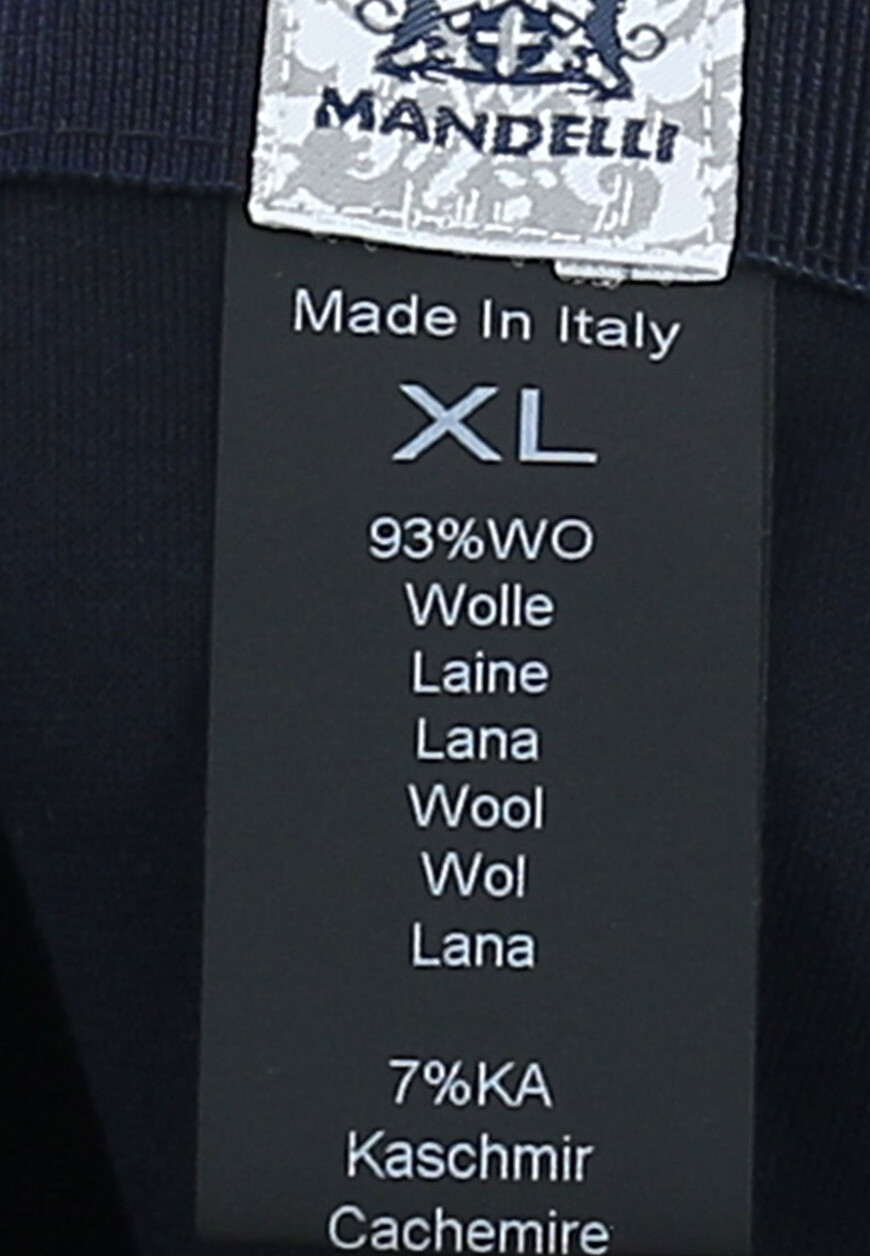 MANDELLI
Made In Italy
XL
93%WO
Wolle
Laine
Lana
Wool
Wol
Lana
7%KA
Kaschmir
Cachemire